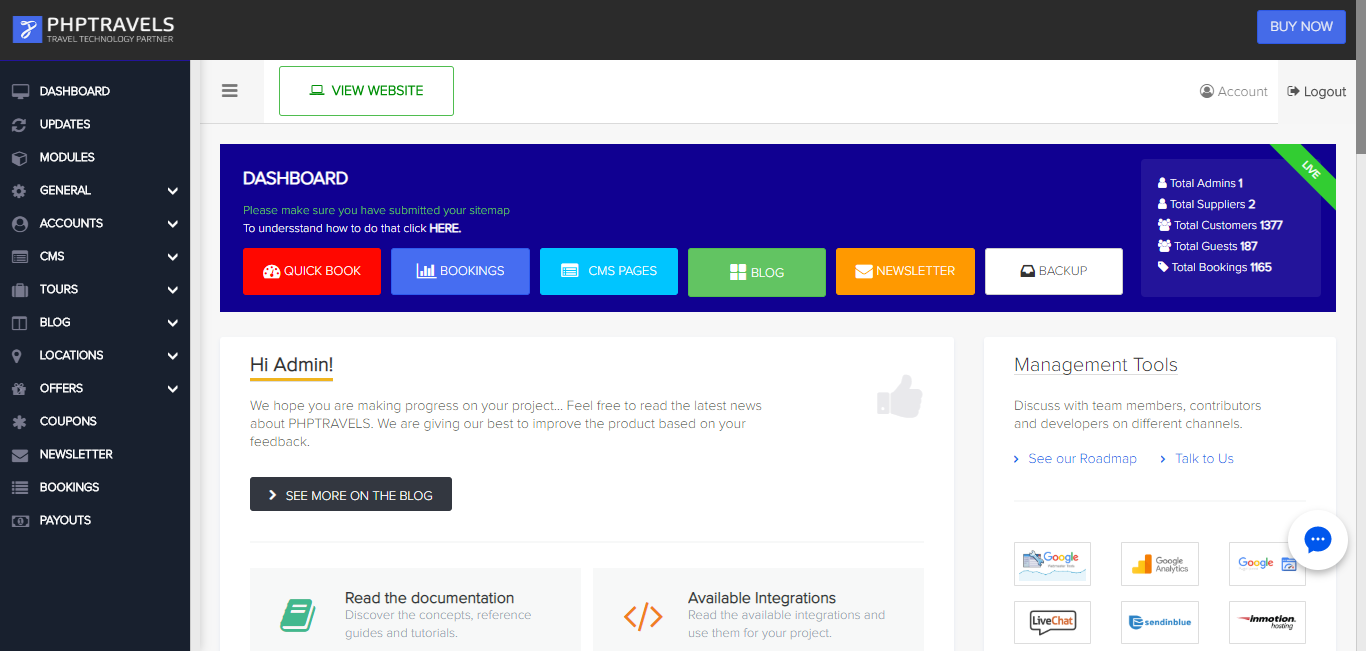 PHPTRAVELS
TRAVEL TECHNOLOGY PARTNER
BUY NOW
DASHBOARD
UPDATES
MODULES
GENERAL
ACCOUNTS
CMS
TOURS
BLOG
LOCATIONS
OFFERS
COUPONS
NEWSLETTER
BOOKINGS
PAYOUTS
VIEW WEBSITE
Account
Logout
DASHBOARD
Please make sure you have submitted your sitemap
To undersstand how to do that click HERE.
QUICK BOOK
BOOKINGS
CMS PAGES
BLOG
NEWSLETTER
BACKUP
LIVE
Total Admins 1
Total Suppliers 2
Total Customers 1377
Total Guests 187
Total Bookings 1165
Hi Admin!
We hope you are making progress on your project... Feel free to read the latest news
about PHPTRAVELS. We are giving our best to improve the product based on your
feedback.
SEE MORE ON THE BLOG
Read the documentation
Discover the concepts, reference
guides and tutorials.
Available Integrations
Read the available integrations and
use them for your project.
Management Tools
Discuss with team members, contributors
and developers on different channels.
See our Roadmap
Talk to Us
Google
Google
Analytics
Google
LiveChat
sendinblue
inmotion
hosting